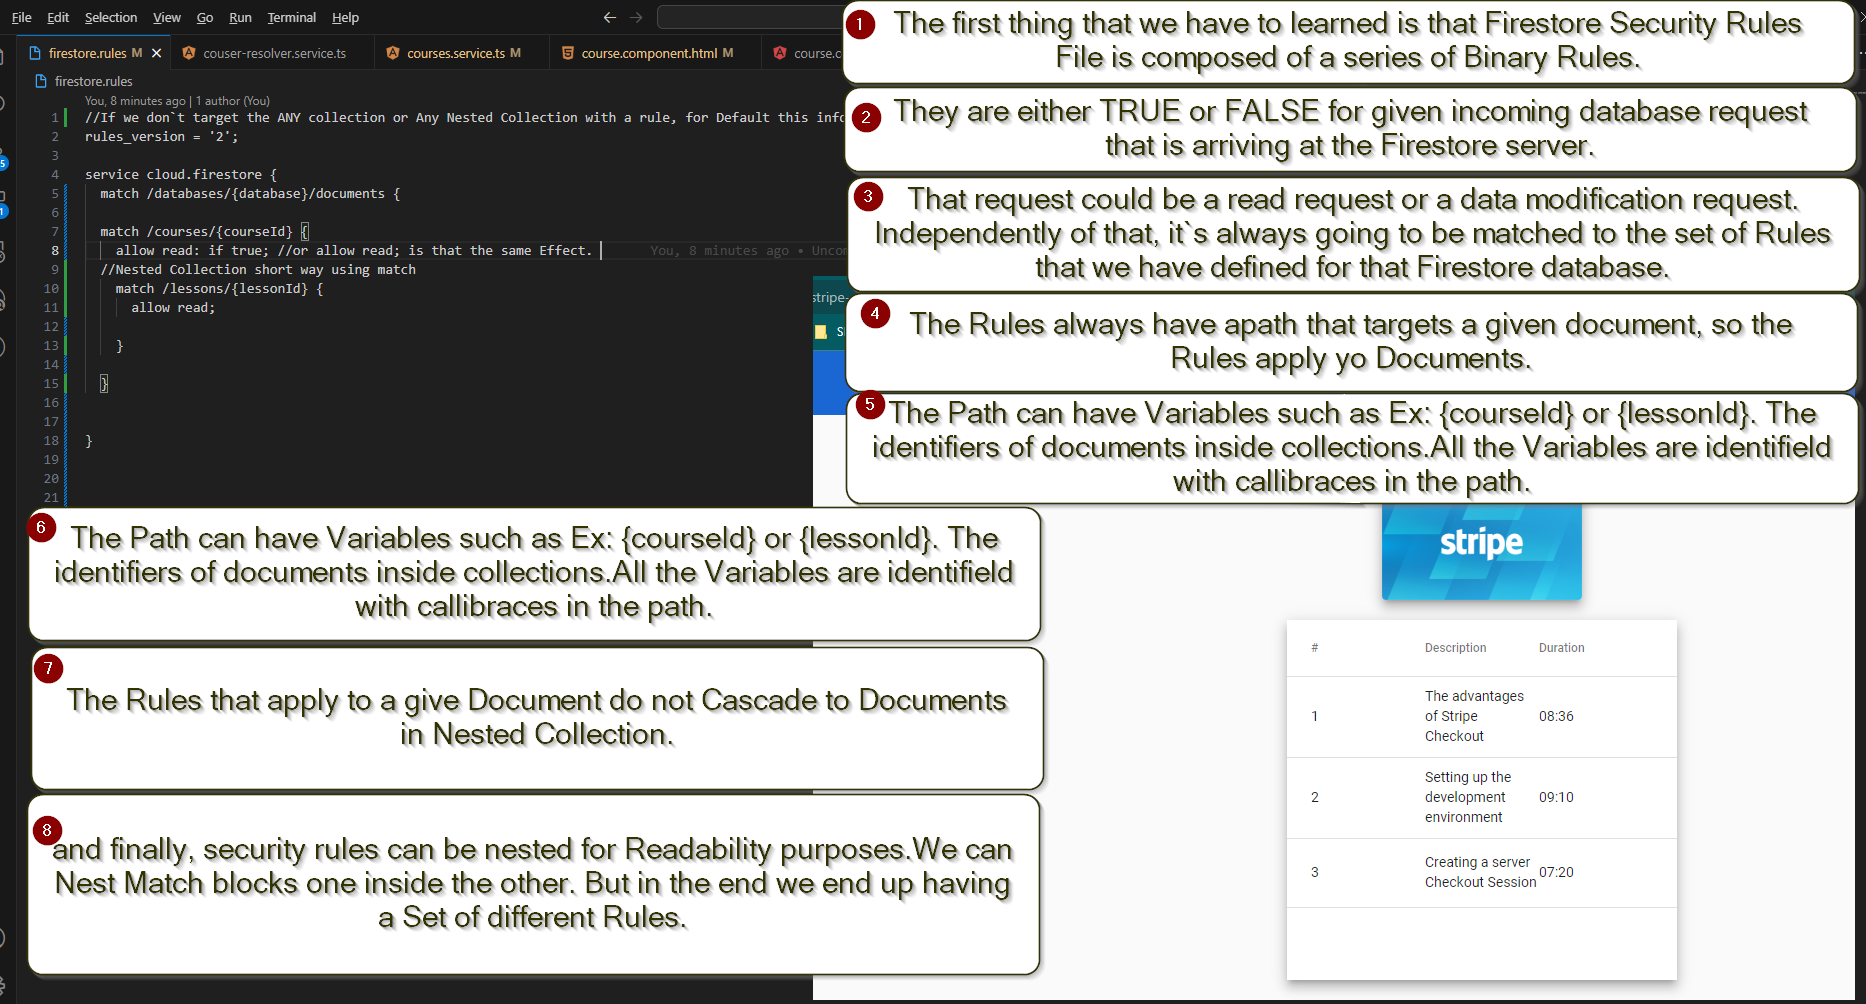 File Edit Selection View Go Run Terminal Help
firestore.rules M couser-resolver.service.ts courses.service.ts M course.component.html M
firestore.rules
You, 8 minutes ago | 1 author (You)
1 //If we don`t target the ANY collection or Any Nested Collection with a rule, for Default this
2 rules_version = '2';
3
4 service cloud.firestore {
5 match /databases/{database}/documents {
6
7 match /courses/{courseId} {
8 allow read: if true; //or allow read; is that the same Effect. You, 8 minutes ago •
9 //Nested Collection short way using match
10 match /lessons/{lessonId} {
11 allow read;
12
13 }
14
15 }
16
17
18 }
19
20
21
1 The first thing that we have to learned is that Firestore Security Rules
File is composed of a series of Binary Rules.
2 They are either TRUE or FALSE for given incoming database request
that is arriving at the Firestore server.
3 That request could be a read request or a data modification request.
Independently of that, it`s always going to be matched to the set of Rules
that we have defined for that Firestore database.
4 The Rules always have apath that targets a given document, so the
Rules apply yo Documents.
5 The Path can have Variables such as Ex: {courseId} or {lessonId}. The
identifiers of documents inside collections.All the Variables are identifield
with callibraces in the path.
6 The Path can have Variables such as Ex: {courseId} or {lessonId}. The
identifiers of documents inside collections.All the Variables are identifield
with callibraces in the path.
7 The Rules that apply to a give Document do not Cascade to Documents
in Nested Collection.
8 and finally, security rules can be nested for Readability purposes.We can
Nest Match blocks one inside the other. But in the end we end up having
a Set of different Rules.
stripe-
stripe
# Description Duration
1 The advantages of Stripe Checkout 08:36
2 Setting up the development environment 09:10
3 Creating a server Checkout Session 07:20